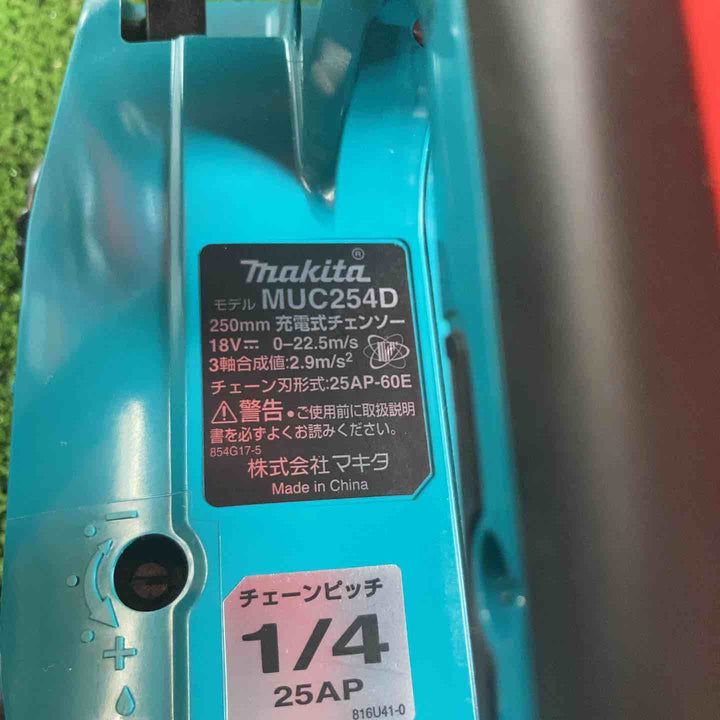 makita®
モデル MUC254D
250mm 充電式チェンソー
18V⎓ 0–22.5m/s
3軸合成値:2.9m/s²
チェーン刃形式:25AP-60E
⚠警告・ご使用前に取扱説明
書を必ずよくお読みください。
854G17-5
株式会社マキタ
Made in China
チェーンピッチ
1/4
25AP
816U41-0